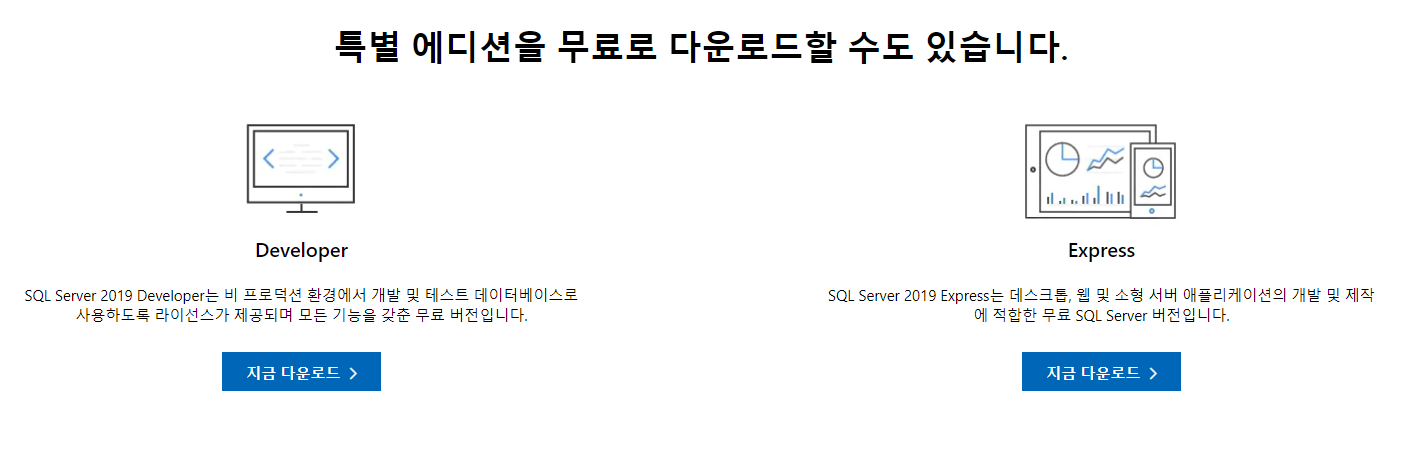 특별 에디션을 무료로 다운로드할 수도 있습니다.
Developer
SQL Server 2019 Developer는 비 프로덕션 환경에서 개발 및 테스트 데이터베이스로
사용하도록 라이선스가 제공되며 모든 기능을 갖춘 무료 버전입니다.
지금 다운로드
Express
SQL Server 2019 Express는 데스크톱, 웹 및 소형 서버 애플리케이션의 개발 및 제작
에 적합한 무료 SQL Server 버전입니다.
지금 다운로드